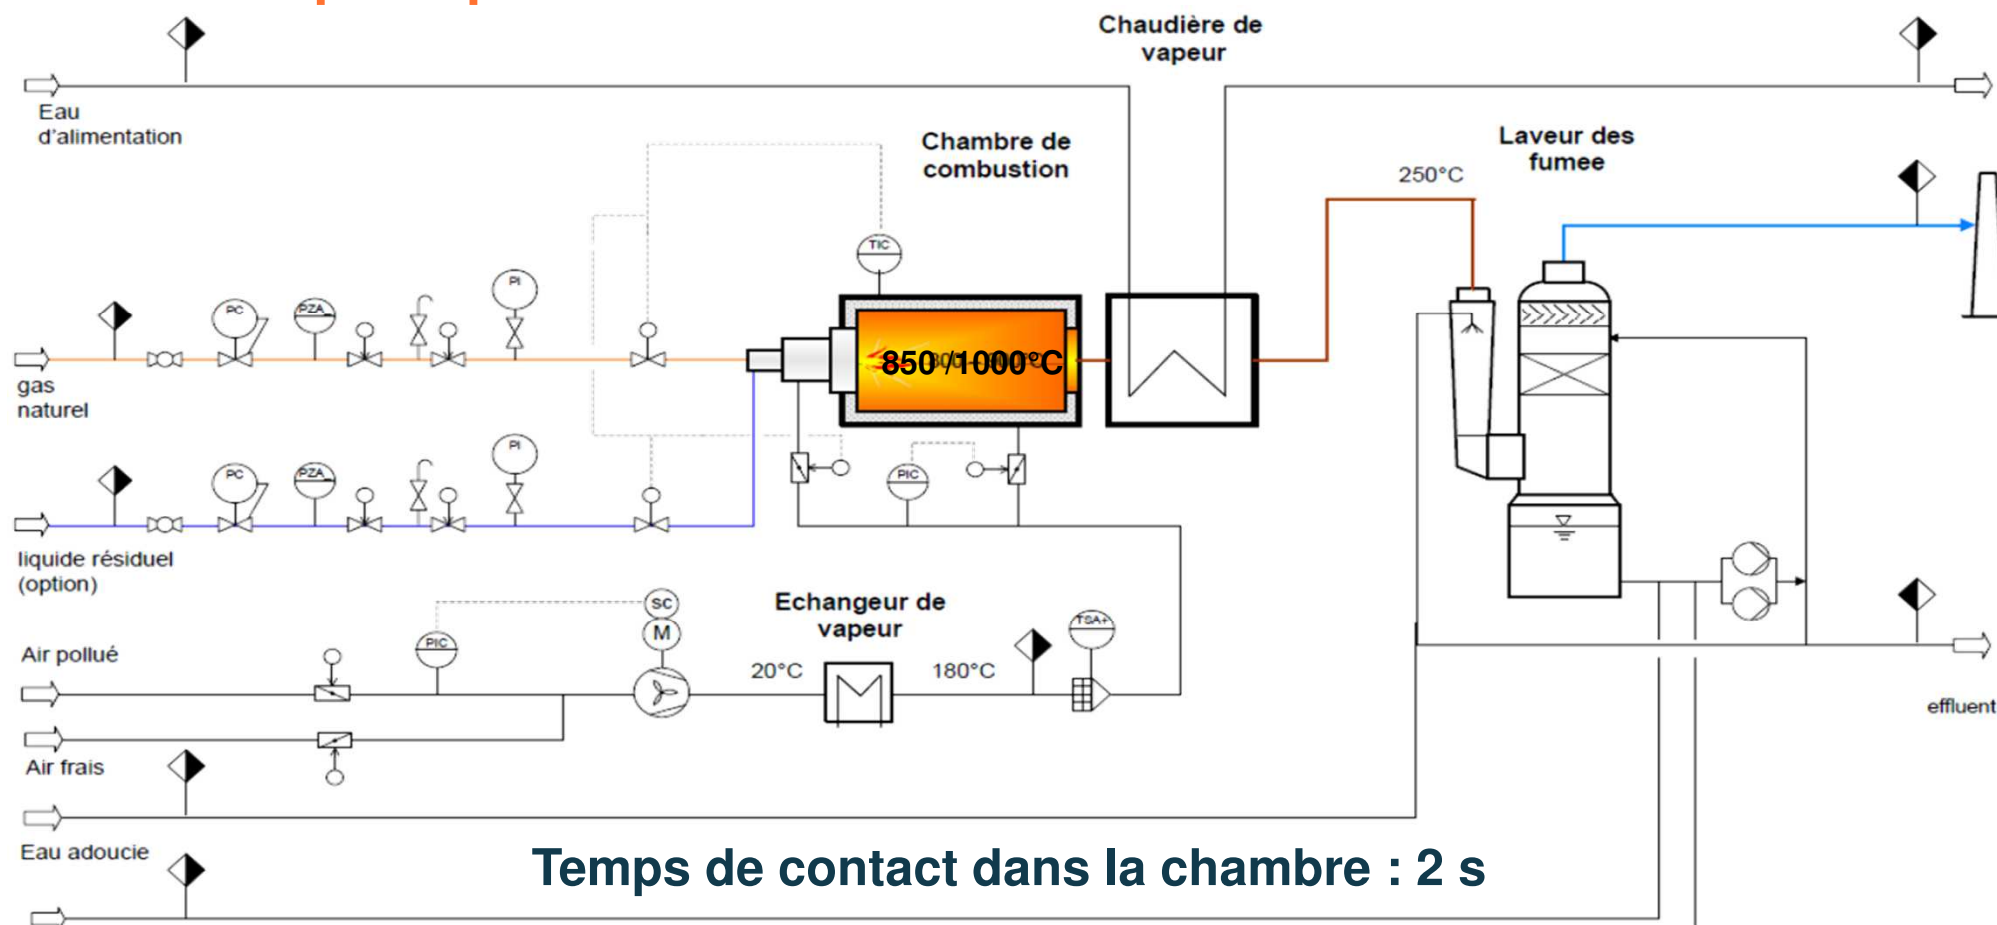 Chaudière de
vapeur
Eau
d'alimentation
Chambre de
combustion
Laveur des
fumee
250°C
TIC
PI
PC
PZA
850 /1000°C
gas
naturel
PI
PC
PZA
PIC
liquide résiduel
(option)
SC
M
Echangeur de
vapeur
TSA+
PIC
Air pollué
20°C
180°C
effluent
Air frais
Eau adoucie
Temps de contact dans la chambre : 2 s